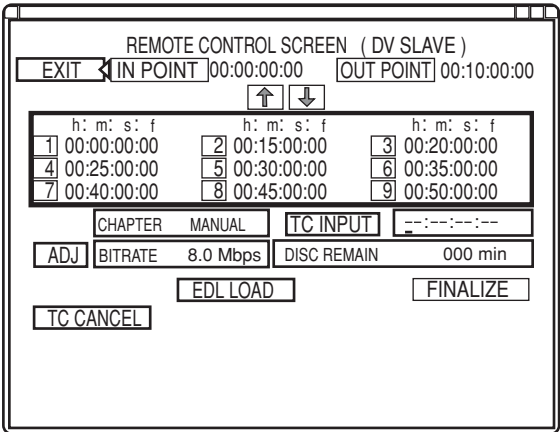 REMOTE CONTROL SCREEN ( DV SLAVE )
EXIT IN POINT 00:00:00:00 OUT POINT 00:10:00:00
h: m: s: f h: m: s: f h: m: s: f
1 00:00:00:00 2 00:15:00:00 3 00:20:00:00
4 00:25:00:00 5 00:30:00:00 6 00:35:00:00
7 00:40:00:00 8 00:45:00:00 9 00:50:00:00
CHAPTER MANUAL TC INPUT --:--:--:--
ADJ BITRATE 8.0 Mbps DISC REMAIN 000 min
EDL LOAD FINALIZE
TC CANCEL